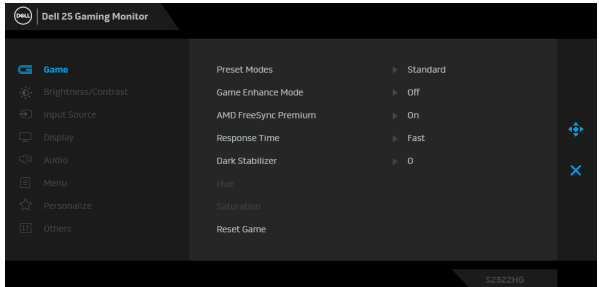 DELL Dell 25 Gaming Monitor
Game Preset Modes Standard
Brightness/Contrast Game Enhance Mode Off
Input Source AMD FreeSync Premium On
Display Response Time Fast
Audio Dark Stabilizer 0
Menu Hue
Personalize Saturation
Others Reset Game
S2522HG